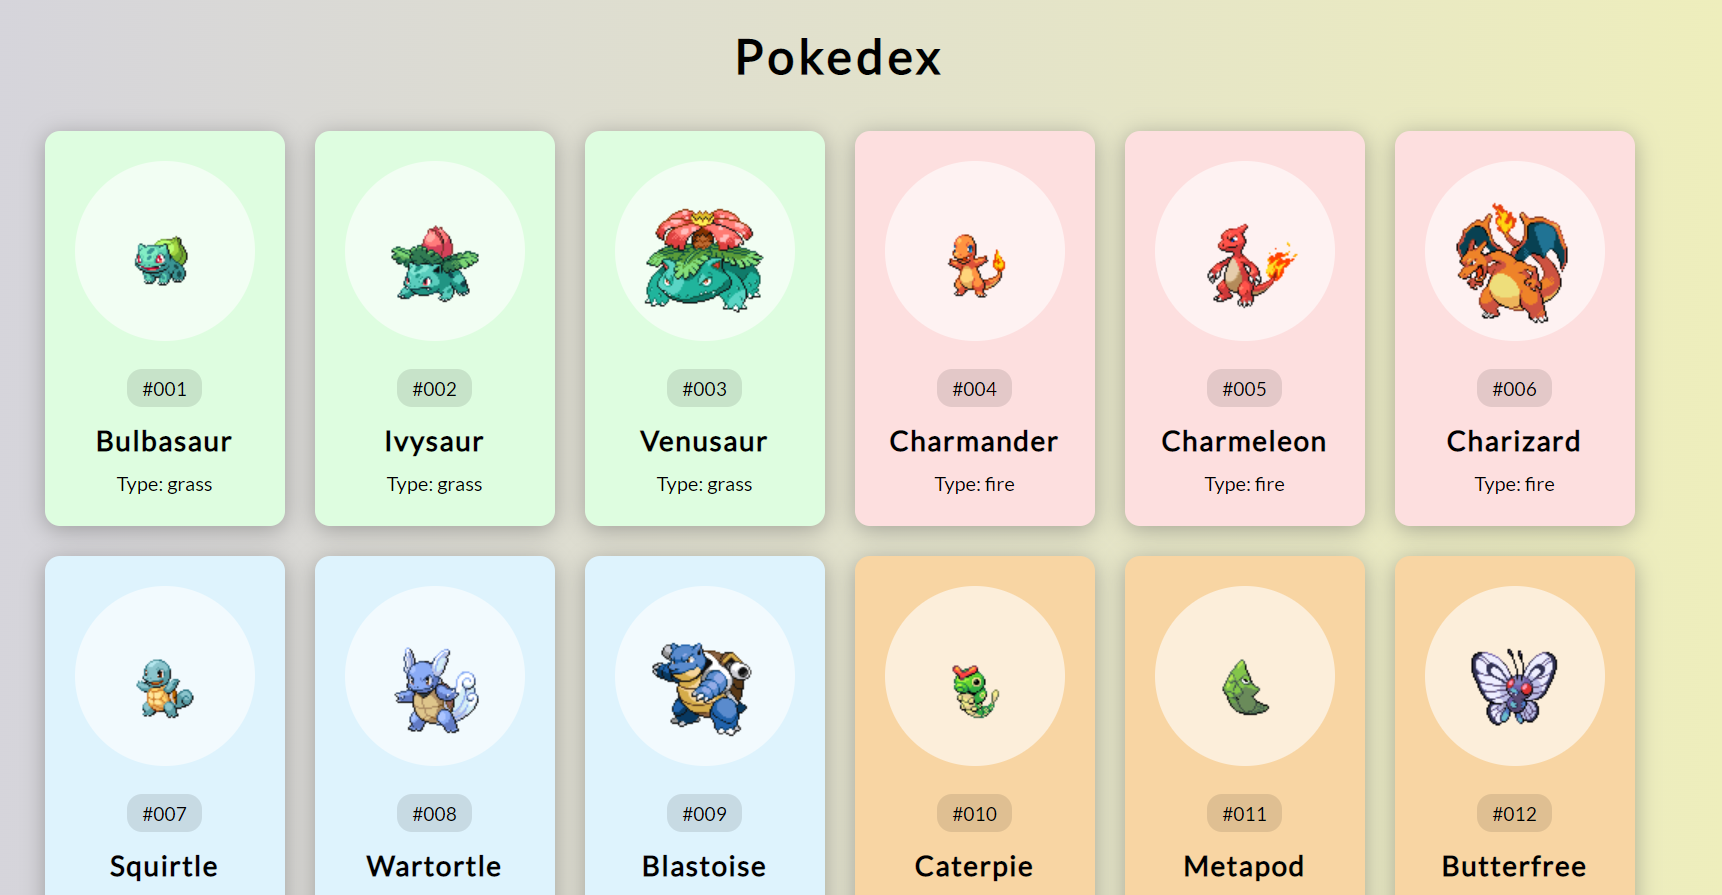 Pokedex
#001 #002 #003 #004 #005 #006
Bulbasaur Ivysaur Venusaur Charmander Charmeleon Charizard
Type: grass Type: grass Type: grass Type: fire Type: fire Type: fire
#007 #008 #009 #010 #011 #012
Squirtle Wartortle Blastoise Caterpie Metapod Butterfree